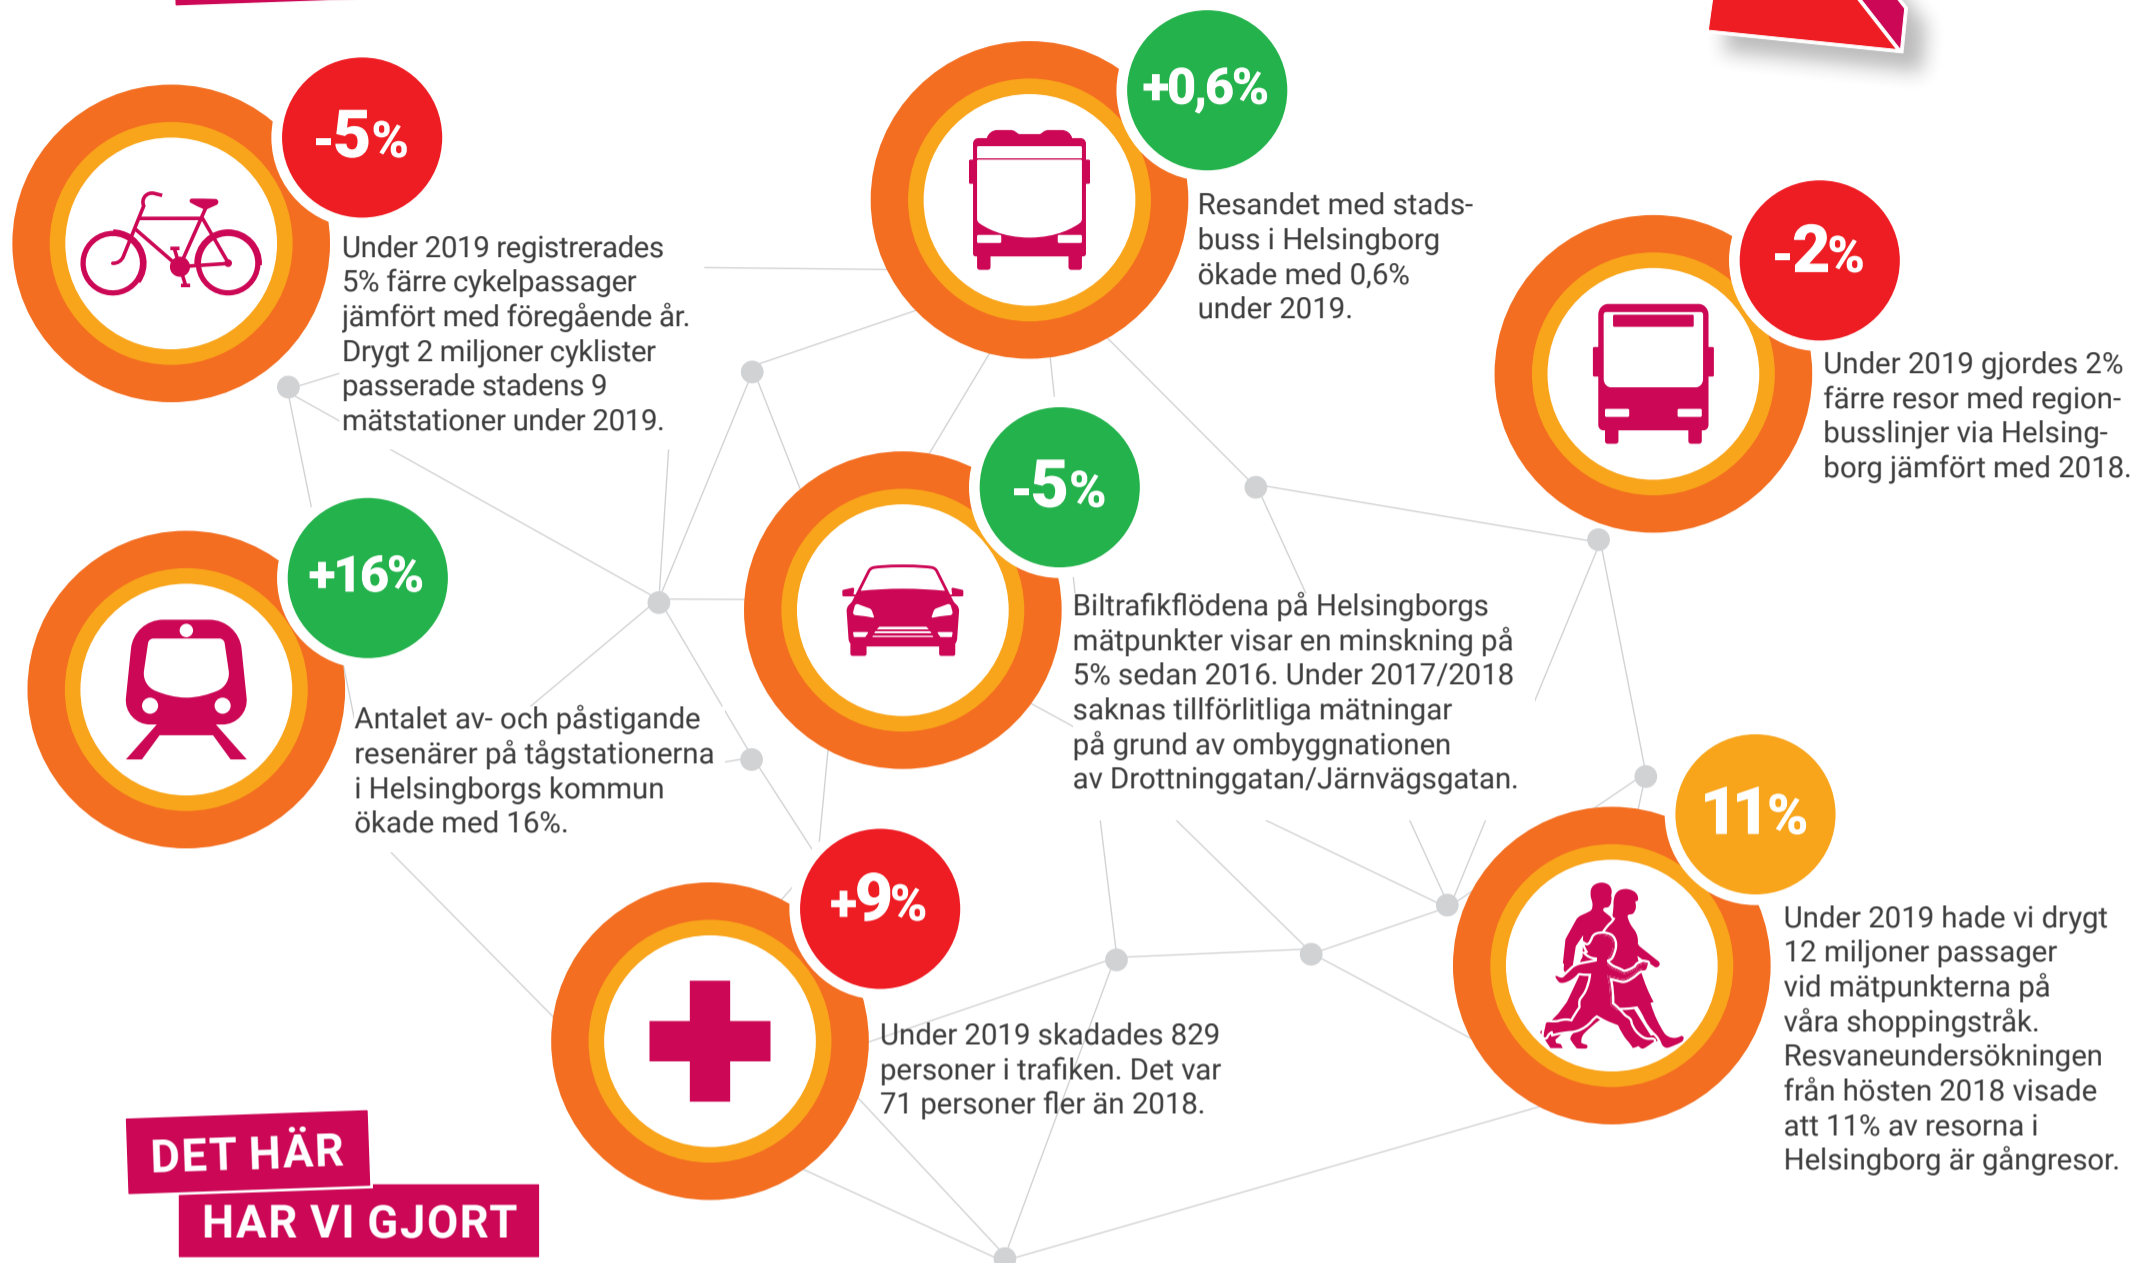 -5%
Under 2019 registrerades
5% färre cykelpassager
jämfört med föregående år.
Drygt 2 miljoner cyklister
passerade stadens 9
mätstationer under 2019.
+0,6%
Resandet med stads-
buss i Helsingborg
ökade med 0,6%
under 2019.
-2%
Under 2019 gjordes 2%
färre resor med region-
busslinjer via Helsing-
borg jämfört med 2018.
+16%
Antalet av- och påstigande
resenärer på tågstationerna
i Helsingborgs kommun
ökade med 16%.
-5%
Biltrafikflödena på Helsingborgs
mätpunkter visar en minskning på
5% sedan 2016. Under 2017/2018
saknas tillförlitliga mätningar
på grund av ombyggnationen
av Drottninggatan/Järnvägsgatan.
+9%
Under 2019 skadades 829
personer i trafiken. Det var
71 personer fler än 2018.
11%
Under 2019 hade vi drygt
12 miljoner passager
vid mätpunkterna på
våra shoppingstråk.
Resvaneundersökningen
från hösten 2018 visade
att 11% av resorna i
Helsingborg är gångresor.
DET HÄR
HAR VI GJORT